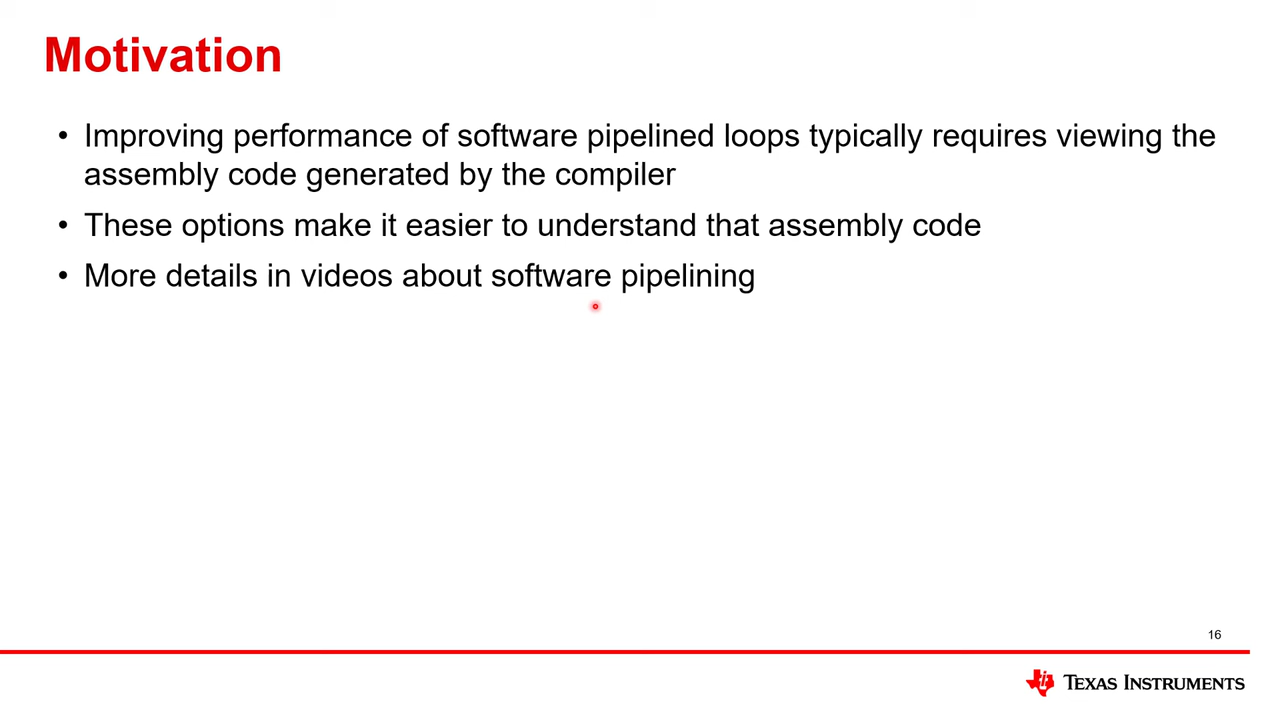 Motivation
• Improving performance of software pipelined loops typically requires viewing the
assembly code generated by the compiler
• These options make it easier to understand that assembly code
• More details in videos about software pipelining
16
TEXAS INSTRUMENTS